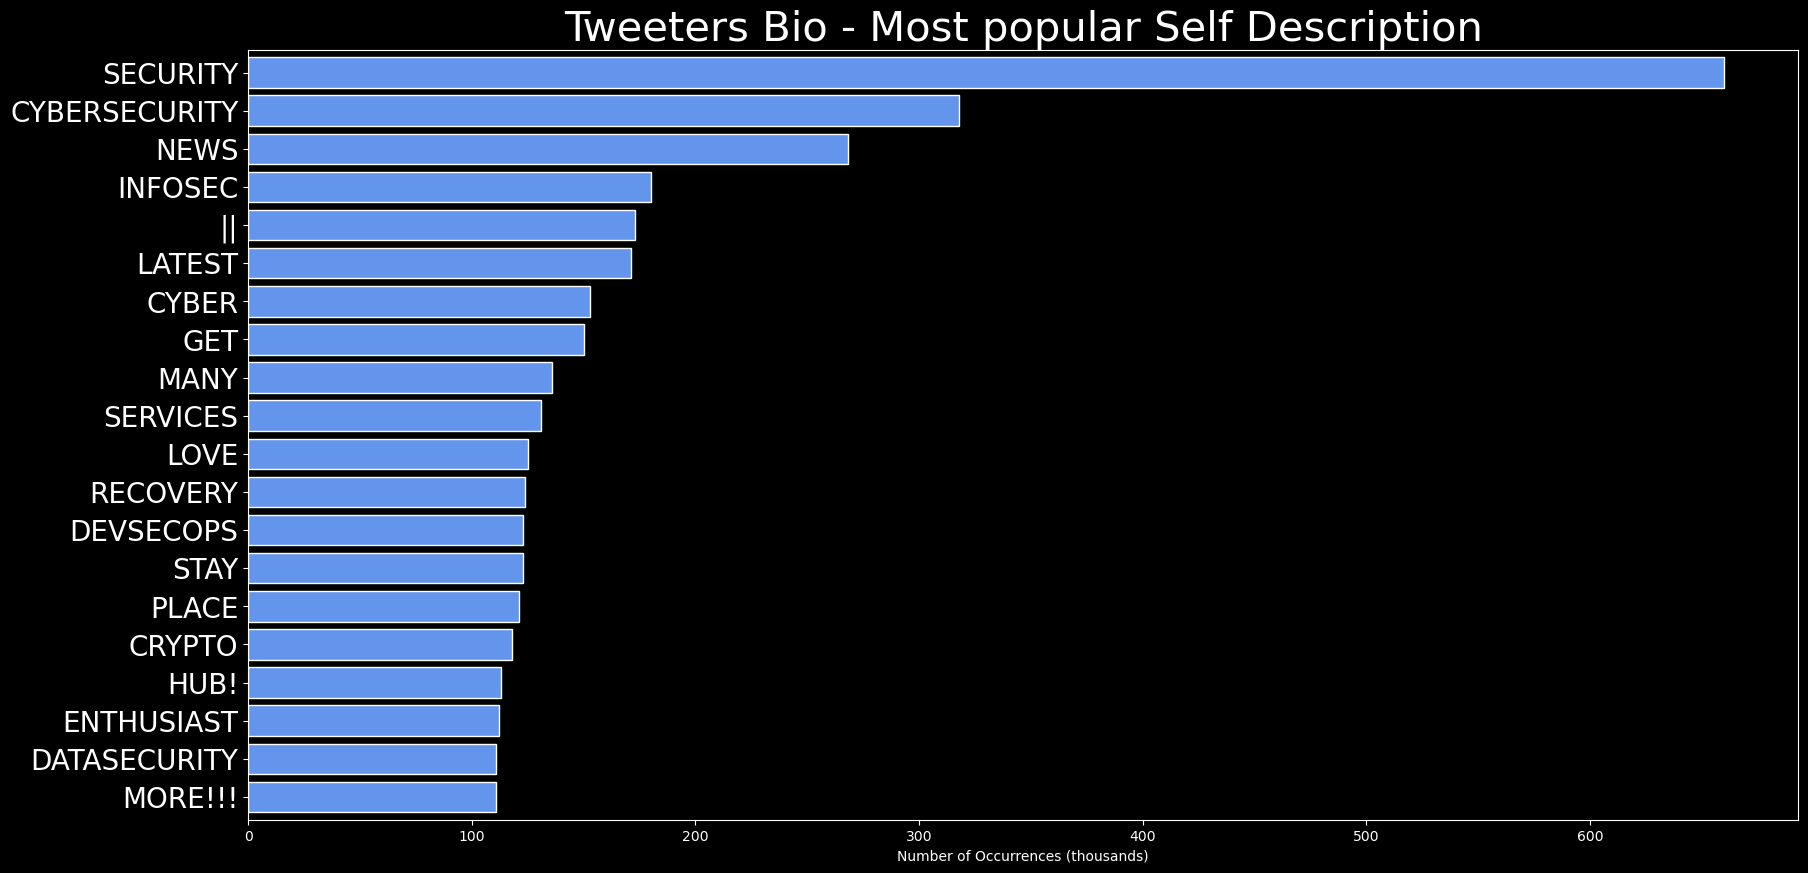 Tweeters Bio - Most popular Self Description
SECURITY
CYBERSECURITY
NEWS
INFOSEC
||
LATEST
CYBER
GET
MANY
SERVICES
LOVE
RECOVERY
DEVSECOPS
STAY
PLACE
CRYPTO
HUB!
ENTHUSIAST
DATASECURITY
MORE!!!
0 100 200 300 400 500 600
Number of Occurrences (thousands)